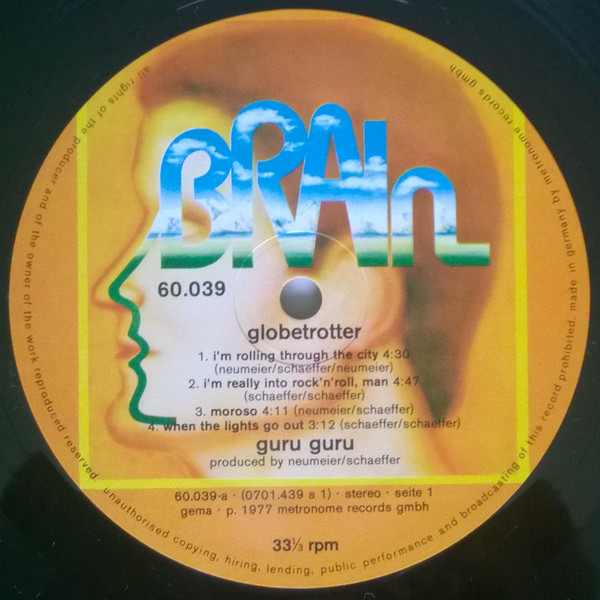 BRAIn
60.039
globetrotter
1. i'm rolling through the city 4:30
(neumeier/schaeffer/neumeier)
2. i'm really into rock'n'roll, man 4:47
(schaeffer/schaeffer)
3. moroso 4:11 (neumeier/schaeffer)
4. when the lights go out 3:12 (schaeffer/schaeffer)
guru guru
produced by neumeier/schaeffer
60.039-a · (0701.439 s 1) · stereo · seite 1
gema · p. 1977 metronome records gmbh
33⅓ rpm
all rights of the producer and of the owner of the work reproduced reserved. unauthorised copying, hiring, lending, public performance and broadcasting of this record prohibited. made in germany by metronome records gmbh